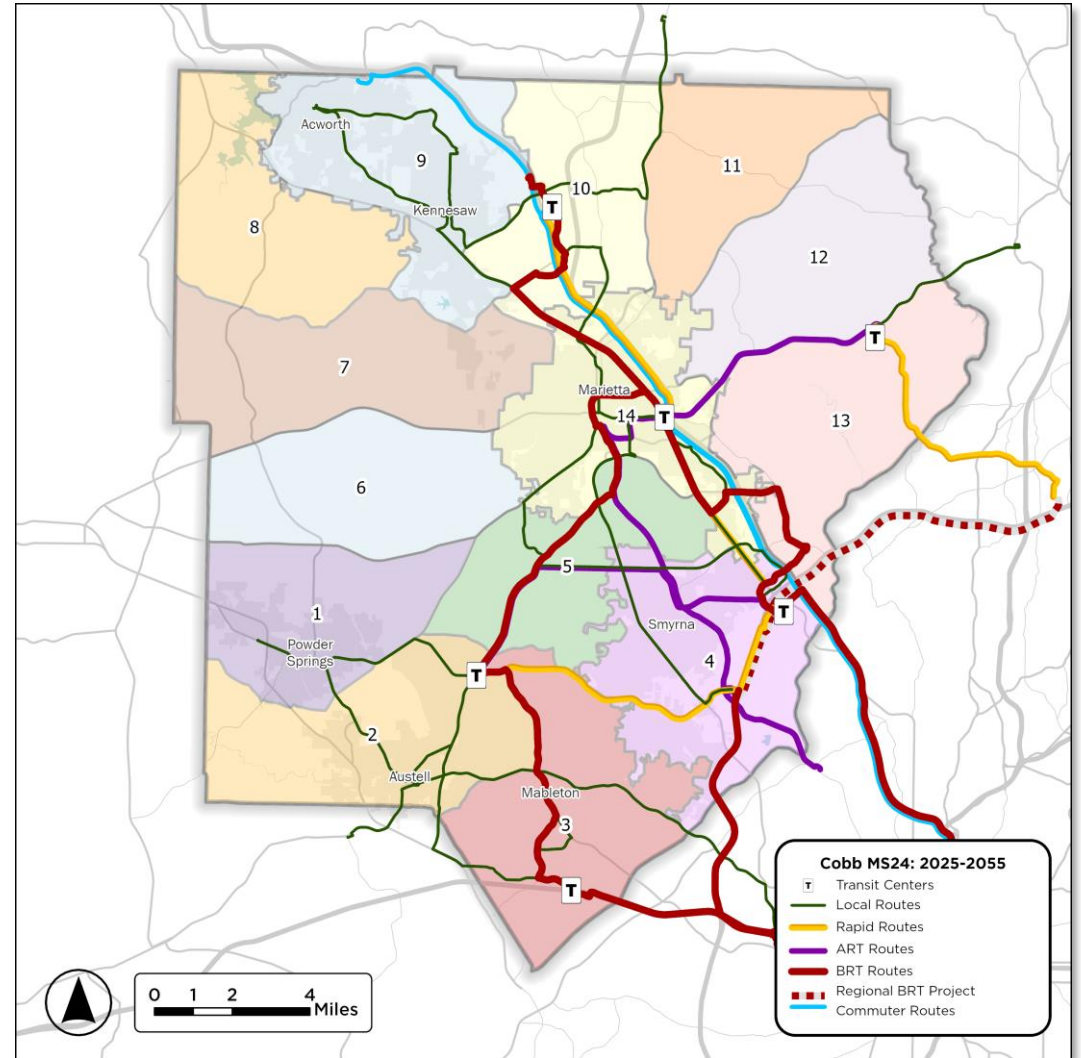 Acworth
9
Kennesaw
10
11
8
12
T
7
T
Marietta
14
T
13
6
5
1
Powder
Springs
Smyrna
T
4
T
2
Austell
Mableton
3
T
Cobb MS24: 2025-2055
T Transit Centers
Local Routes
Rapid Routes
ART Routes
BRT Routes
Regional BRT Project
Commuter Routes
0 1 2 4
Miles